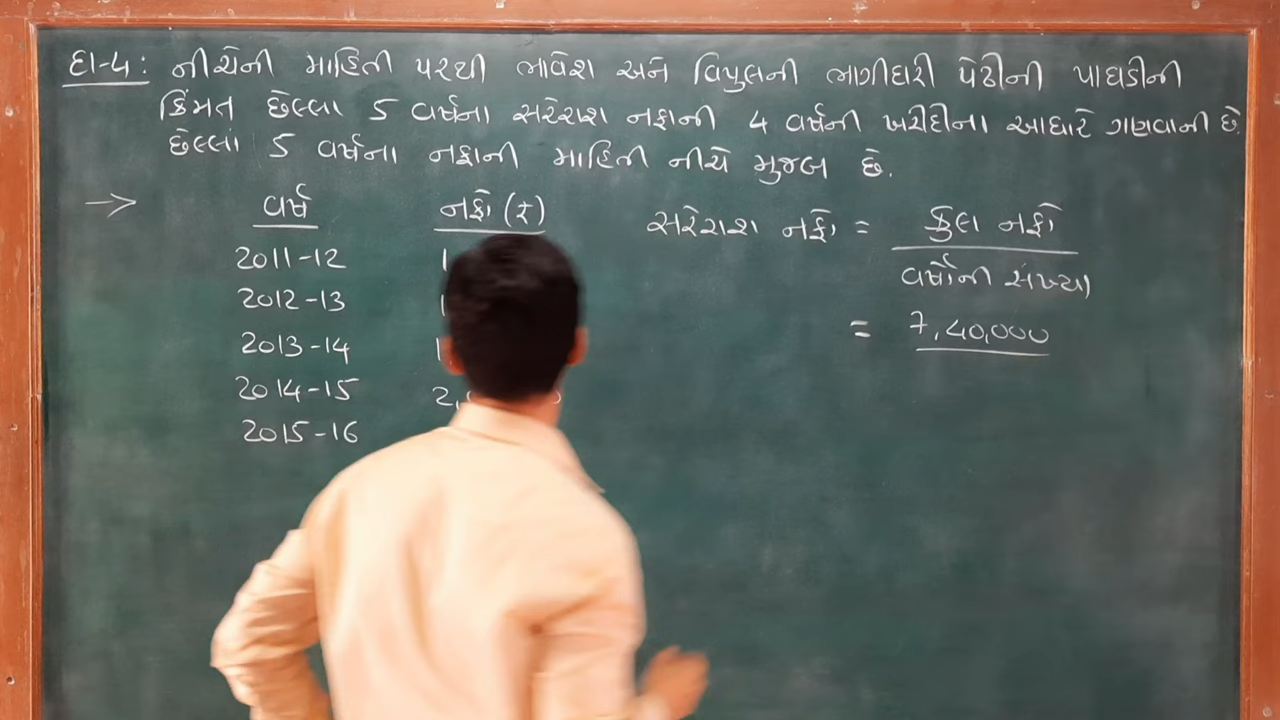 દા-4: નીચેની માહિતી પરથી ભાવેશ અને વિપુલની ભાગીદારી પેઢીની પાઘડીની
કિંમત છેલ્લા 5 વર્ષના સરેરાશ નફાની 4 વર્ષની ખરીદીના આધારે ગણવાની છે.
છેલ્લાં 5 વર્ષના નફાની માહિતી નીચે મુજબ છે.
→ વર્ષ નફો (₹)
2011-12
2012-13
2013-14
2014-15
2015-16
સરેરાશ નફો = કુલ નફો
વર્ષોની સંખ્યા
= 7,40,000